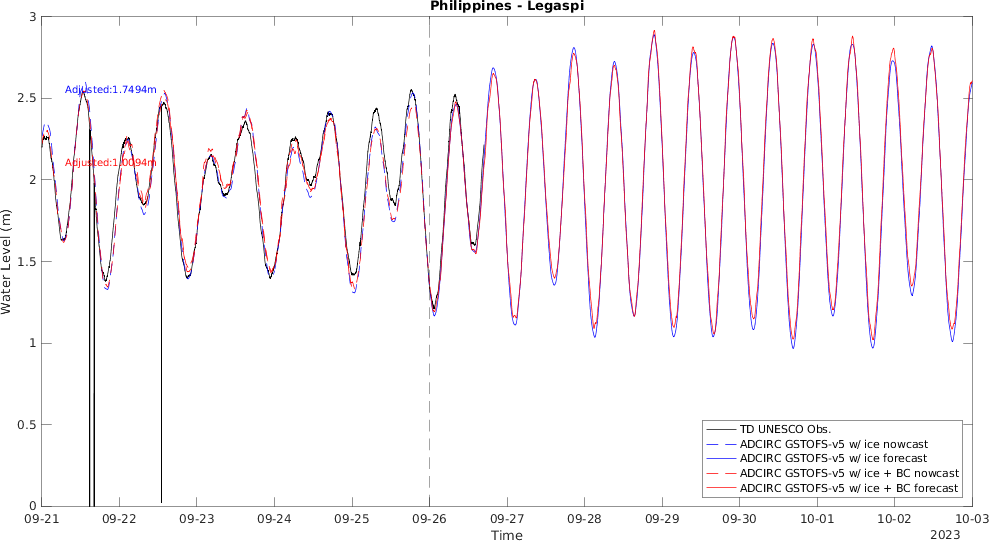 Philippines - Legaspi
3
2.5
2
1.5
1
0.5
0
Water Level (m)
Adjusted:1.7494m
Adjusted:1.0094m
TD UNESCO Obs.
ADCIRC GSTOFS-v5 w/ ice nowcast
ADCIRC GSTOFS-v5 w/ ice forecast
ADCIRC GSTOFS-v5 w/ ice + BC nowcast
ADCIRC GSTOFS-v5 w/ ice + BC forecast
09-21 09-22 09-23 09-24 09-25 09-26 09-27 09-28 09-29 09-30 10-01 10-02 10-03
Time
2023